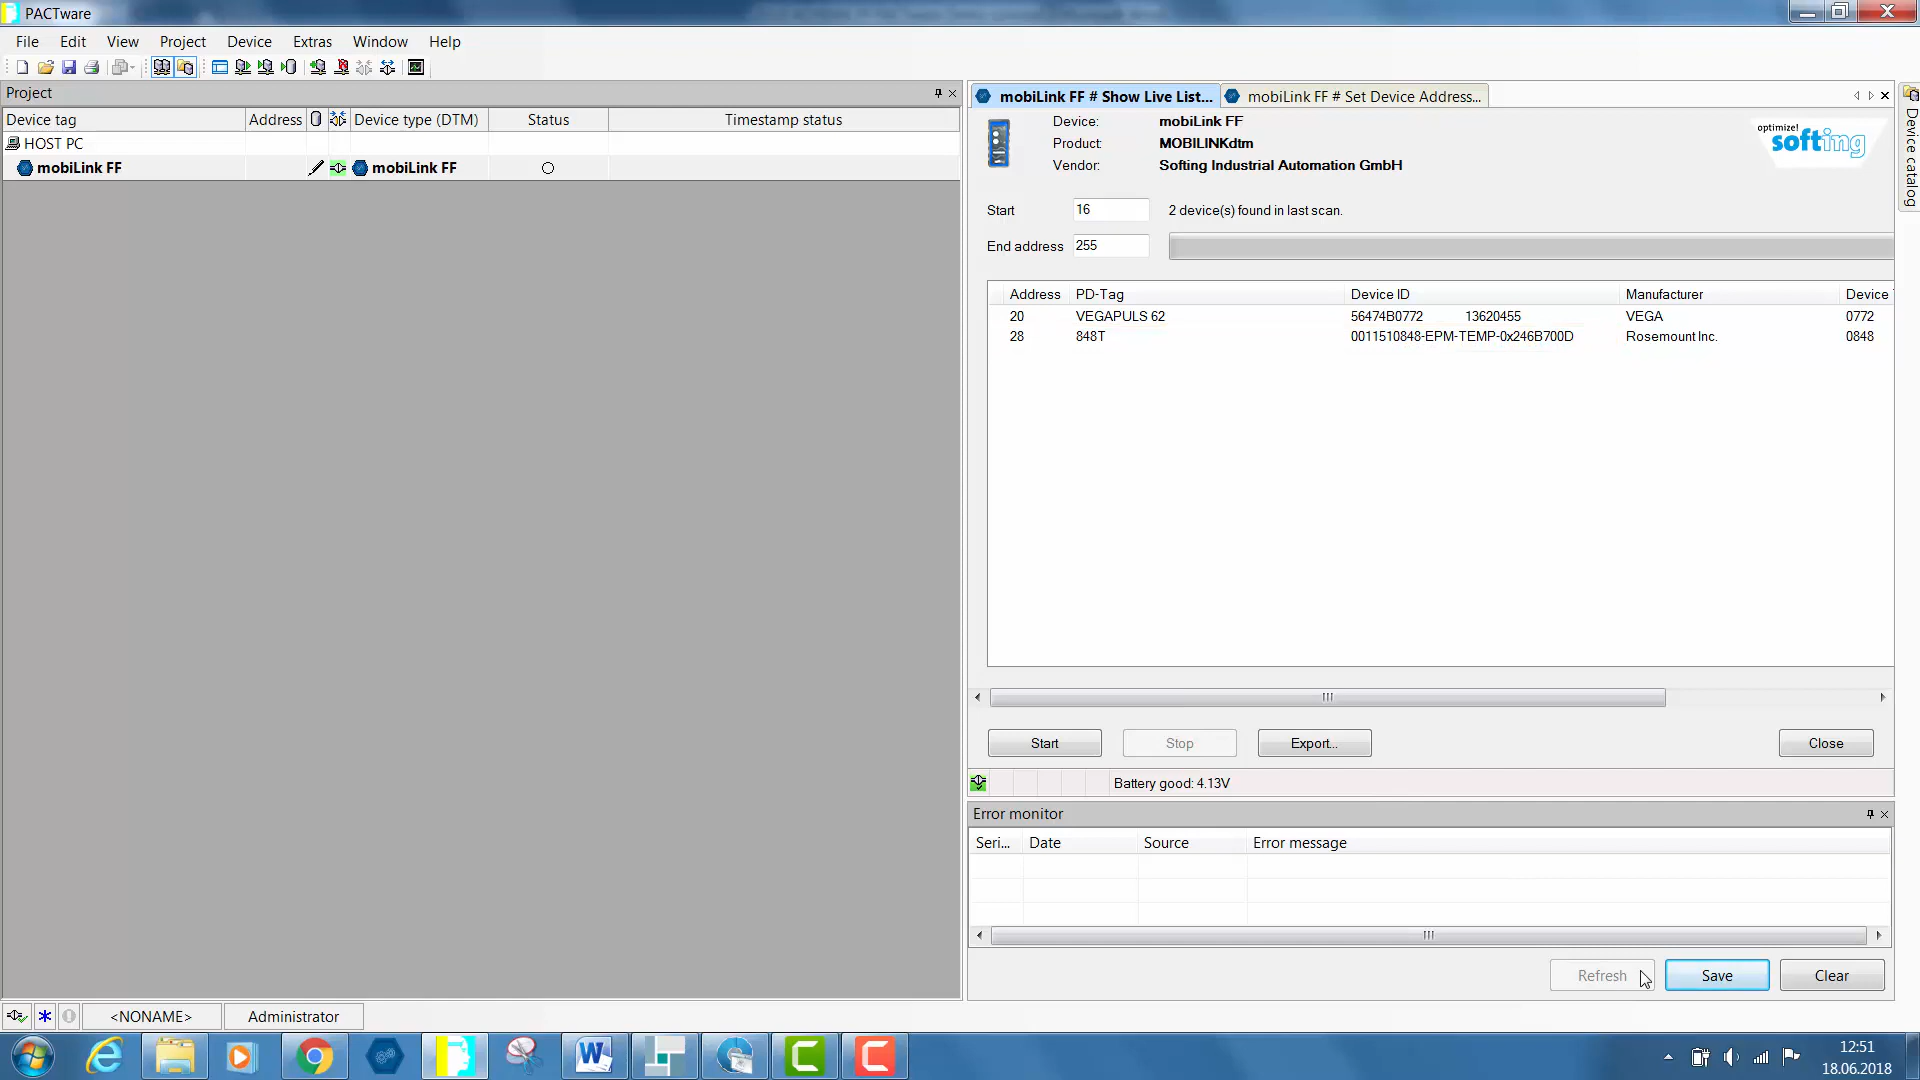 PACTware
File Edit View Project Device Extras Window Help
Project
Device tag Address Device type (DTM) Status Timestamp status
HOST PC
mobiLink FF mobiLink FF
mobiLink FF # Show Live List... mobiLink FF # Set Device Address...
Device: mobiLink FF
Product: MOBILINKdtm
Vendor: Softing Industrial Automation GmbH
optimize!
softing
Start 16 2 device(s) found in last scan.
End address 255
Address PD-Tag Device ID Manufacturer Device
20 VEGAPULS 62 56474B0772 13620455 VEGA 0772
28 848T 0011510848-EPM-TEMP-0x246B700D Rosemount Inc. 0848
Start Stop Export... Close
Battery good: 4.13V
Error monitor
Seri... Date Source Error message
Refresh Save Clear
Device catalog
<NONAME> Administrator
12:51
18.06.2018